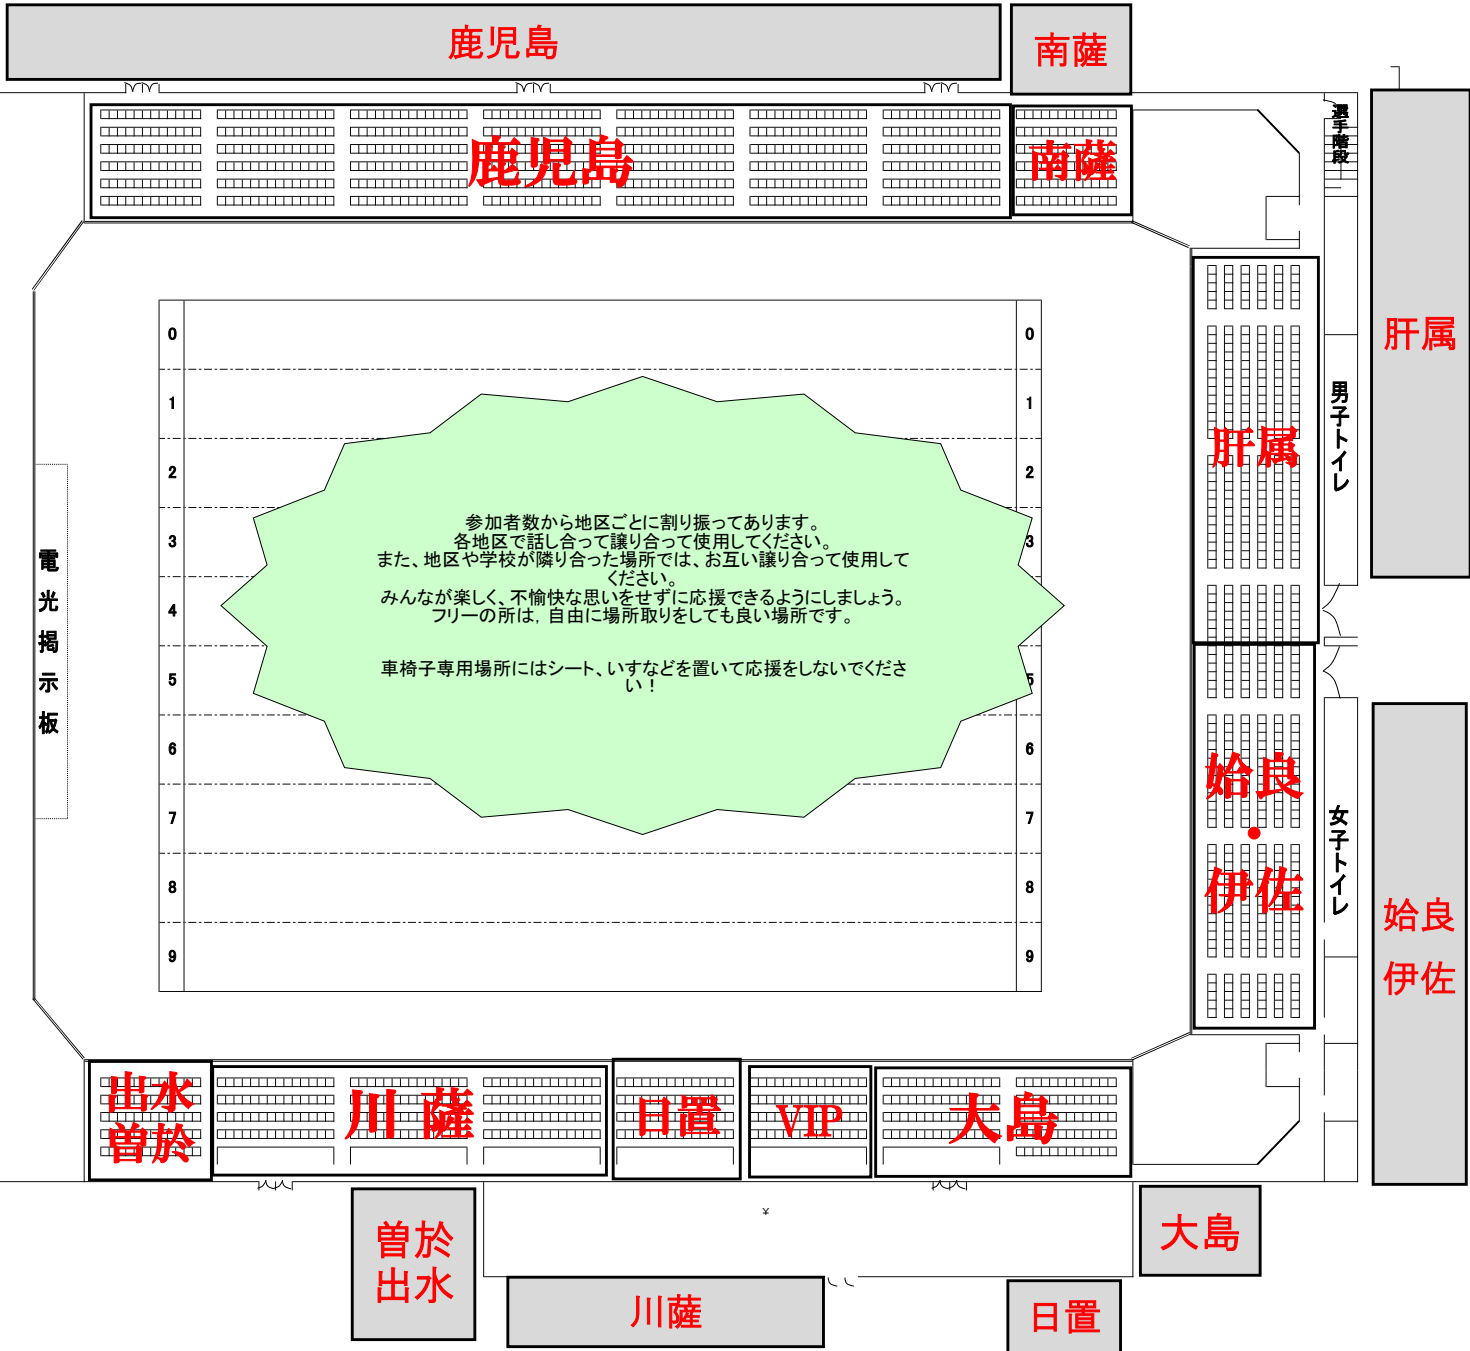 鹿児島
南薩
鹿児島
南薩
選手階段
肝属
肝属
男子トイレ
0
0
1
1
2
2
3
3
4
5
5
6
6
7
7
8
8
9
9
電光掲示板
参加者数から地区ごとに割り振ってあります。
各地区で話し合って譲り合って使用してください。
また、地区や学校が隣り合った場所では、お互い譲り合って使用して
ください。
みんなが楽しく、不愉快な思いをせずに応援できるようにしましょう。
フリーの所は, 自由に場所取りをしても良い場所です。
車椅子専用場所にはシート、いすなどを置いて応援をしないでくださ
い！
姶良
・
伊佐
女子トイレ
姶良
伊佐
出水
曽於
川 薩
日置
VIP
大島
曽於
出水
¥
大島
川薩
日置